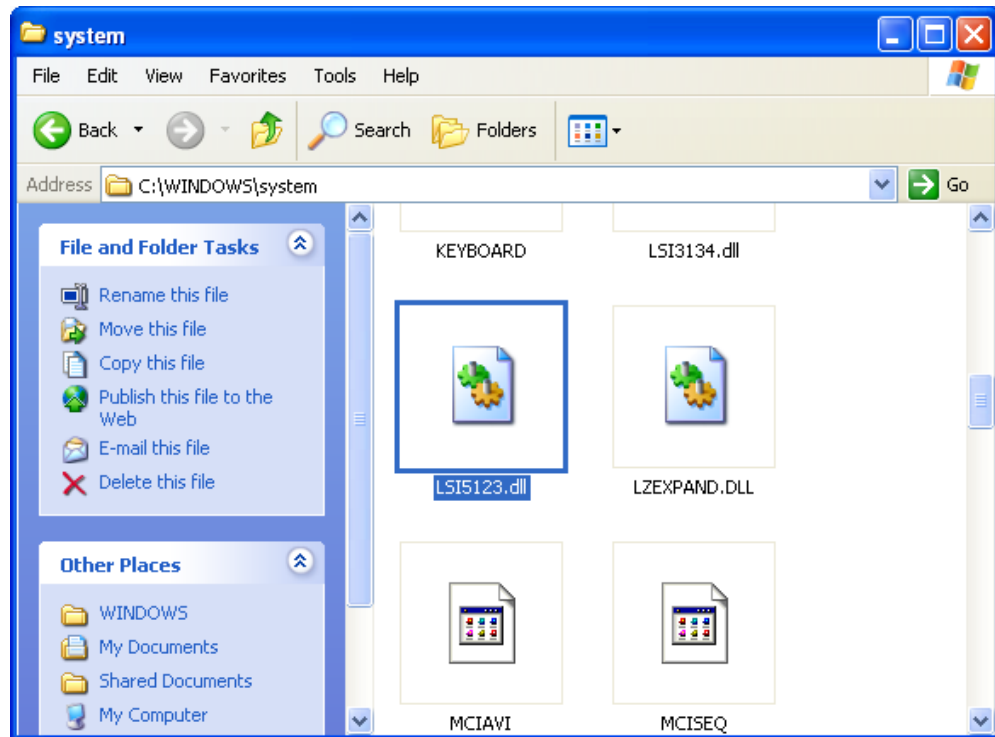 system
File Edit View Favorites Tools Help
Back Search Folders
Address C:\WINDOWS\system Go
File and Folder Tasks
Rename this file
Move this file
Copy this file
Publish this file to the
Web
E-mail this file
Delete this file
Other Places
WINDOWS
My Documents
Shared Documents
My Computer
KEYBOARD LSI3134.dll
LSI5123.dll LZEXPAND.DLL
MCIAVI MCISEQ